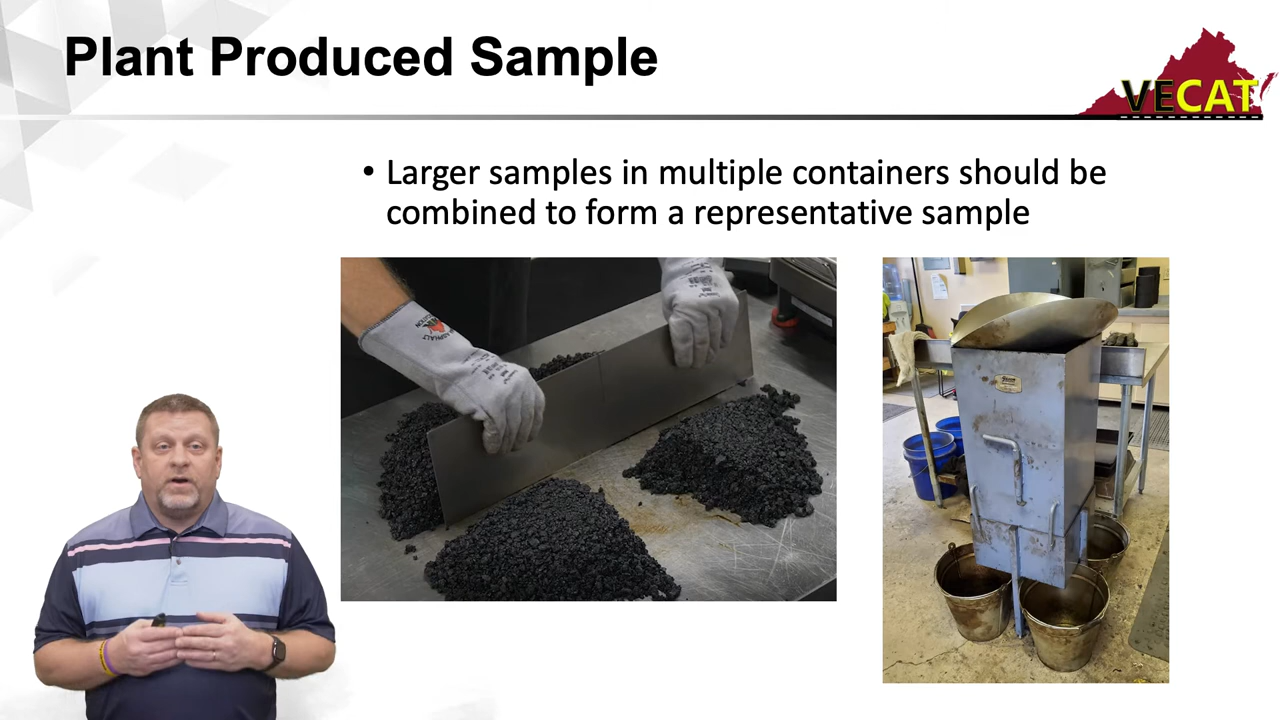 Plant Produced Sample
VECAT
• Larger samples in multiple containers should be
combined to form a representative sample